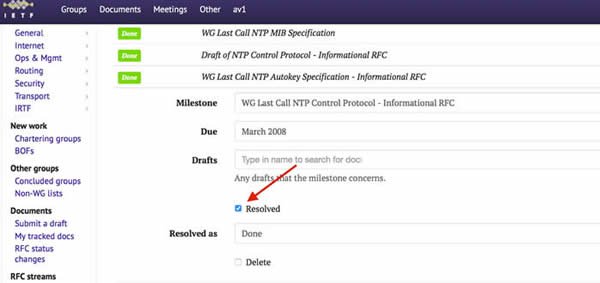 IETF
Groups Documents Meetings Other av1
General
Internet
Ops & Mgmt
Routing
Security
Transport
IRTF
New work
Chartering groups
BOFs
Other groups
Concluded groups
Non-WG lists
Documents
Submit a draft
My tracked docs
RFC status
changes
RFC streams
Done WG Last Call NTP MIB Specification
Done Draft of NTP Control Protocol - Informational RFC
Done WG Last Call NTP Autokey Specification - Informational RFC
Milestone WG Last Call NTP Control Protocol - Informational RFC
Due March 2008
Drafts Type in name to search for doc
Any drafts that the milestone concerns.
Resolved
Resolved as Done
Delete